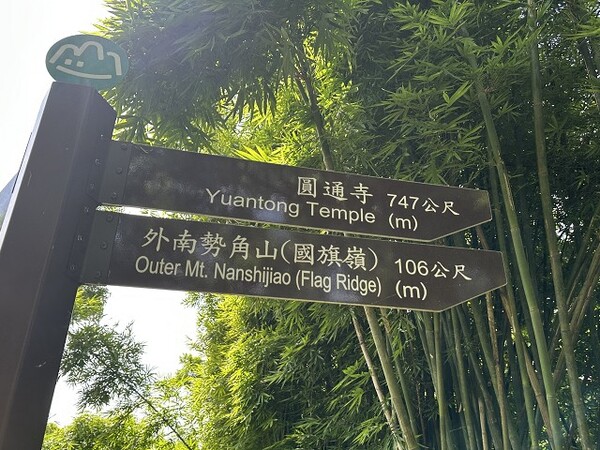 圓通寺 747公尺
Yuantong Temple (m)
外南勢角山(國旗嶺) 106公尺
Outer Mt. Nanshijiao (Flag Ridge) (m)